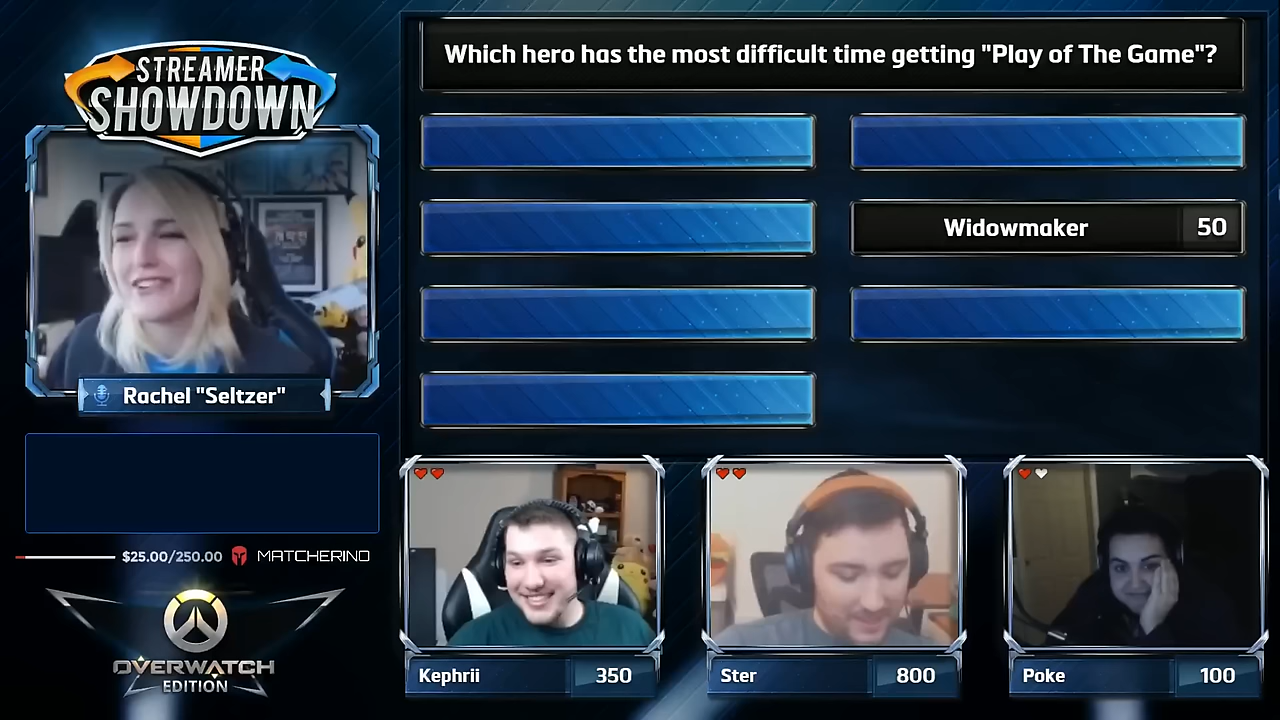 STREAMER
SHOWDOWN
Which hero has the most difficult time getting "Play of The Game"?
Widowmaker 50
Rachel "Seltzer"
$25.00/250.00 MATCHERINO
OVERWATCH
EDITION
Kephrii 350
Ster 800
Poke 100